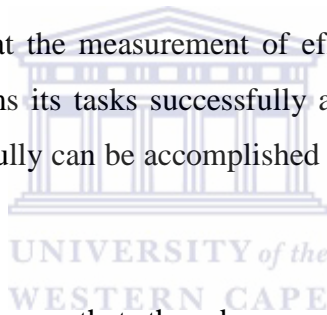 at the measurement of ef
ns its tasks successfully a
fully can be accomplished
UNIVERSITY of the
WESTERN CAPE
that the